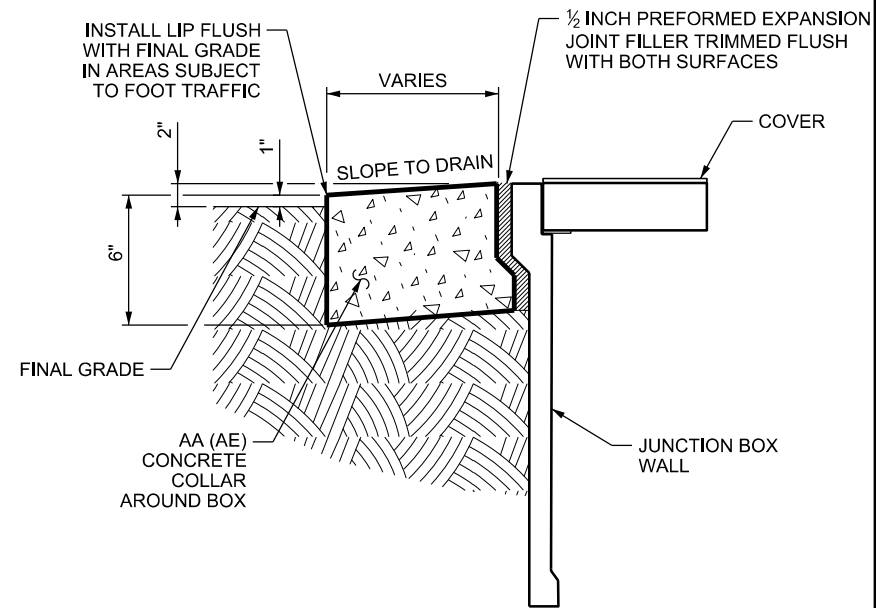 INSTALL LIP FLUSH
WITH FINAL GRADE
IN AREAS SUBJECT
TO FOOT TRAFFIC
½ INCH PREFORMED EXPANSION
JOINT FILLER TRIMMED FLUSH
WITH BOTH SURFACES
VARIES
COVER
2"
1"
SLOPE TO DRAIN
6"
FINAL GRADE
AA (AE)
CONCRETE
COLLAR
AROUND BOX
JUNCTION BOX
WALL